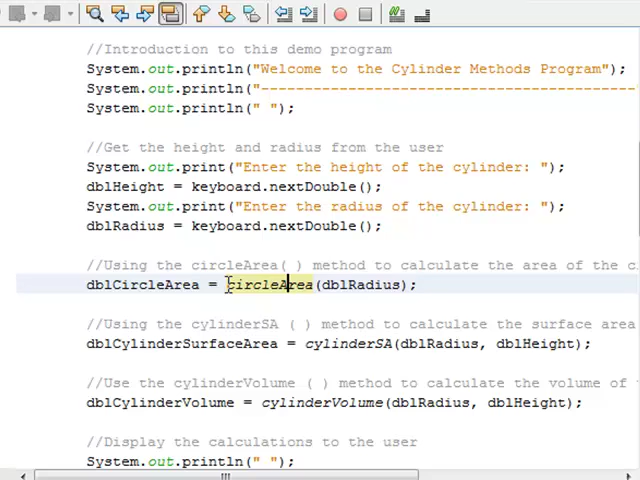 //Introduction to this demo program
System.out.println("Welcome to the Cylinder Methods Program");
System.out.println("--------------------------------------------
System.out.println(" ");
//Get the height and radius from the user
System.out.print("Enter the height of the cylinder: ");
dblHeight = keyboard.nextDouble();
System.out.print("Enter the radius of the cylinder: ");
dblRadius = keyboard.nextDouble();
//Using the circleArea( ) method to calculate the area of the c
dblCircleArea = circleArea(dblRadius);
//Using the cylinderSA ( ) method to calculate the surface area
dblCylinderSurfaceArea = cylinderSA(dblRadius, dblHeight);
//Use the cylinderVolume ( ) method to calculate the volume of
dblCylinderVolume = cylinderVolume(dblRadius, dblHeight);
//Display the calculations to the user
System.out.println(" ");